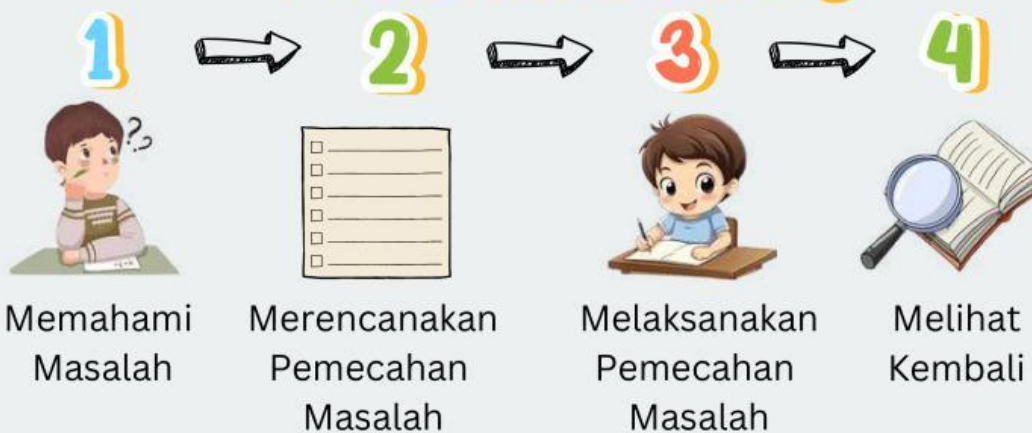 1 2 3 4
??
Memahami
Masalah
Merencanakan
Pemecahan
Masalah
Melaksanakan
Pemecahan
Masalah
Melihat
Kembali